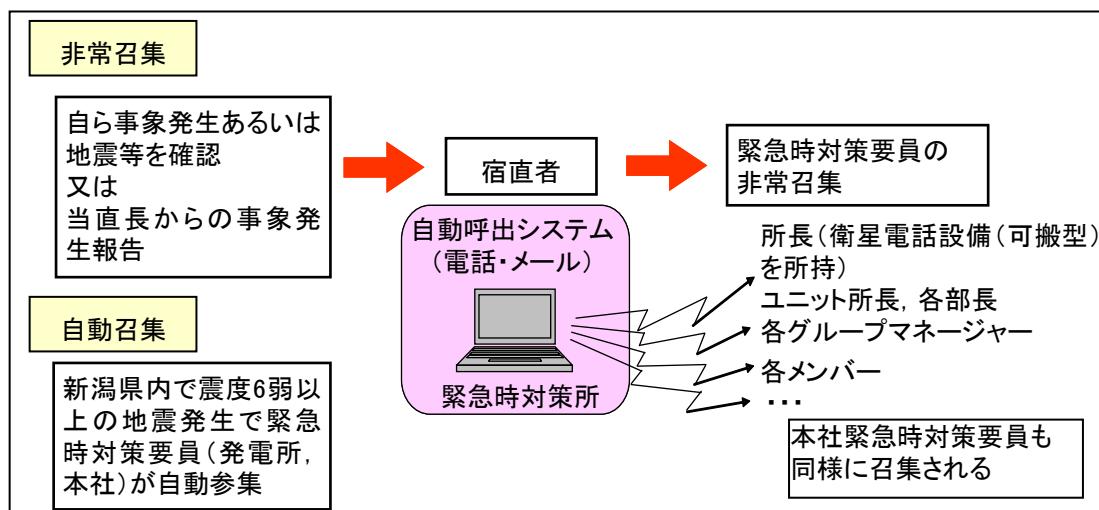 非常召集
自ら事象発生あるいは
地震等を確認
又は
当直長からの事象発
生報告
宿直者
緊急時対策要員の
非常召集
自動呼出システム
（電話・メール）
緊急時対策所
所長（衛星電話設備（可搬型）
を所持）
ユニット所長，各部長
各グループマネージャー
各メンバー
・・・
自動召集
新潟県内で震度6弱以
上の地震発生で緊急
時対策要員（発電所，
本社）が自動参集
本社緊急時対策要員も
同様に召集される